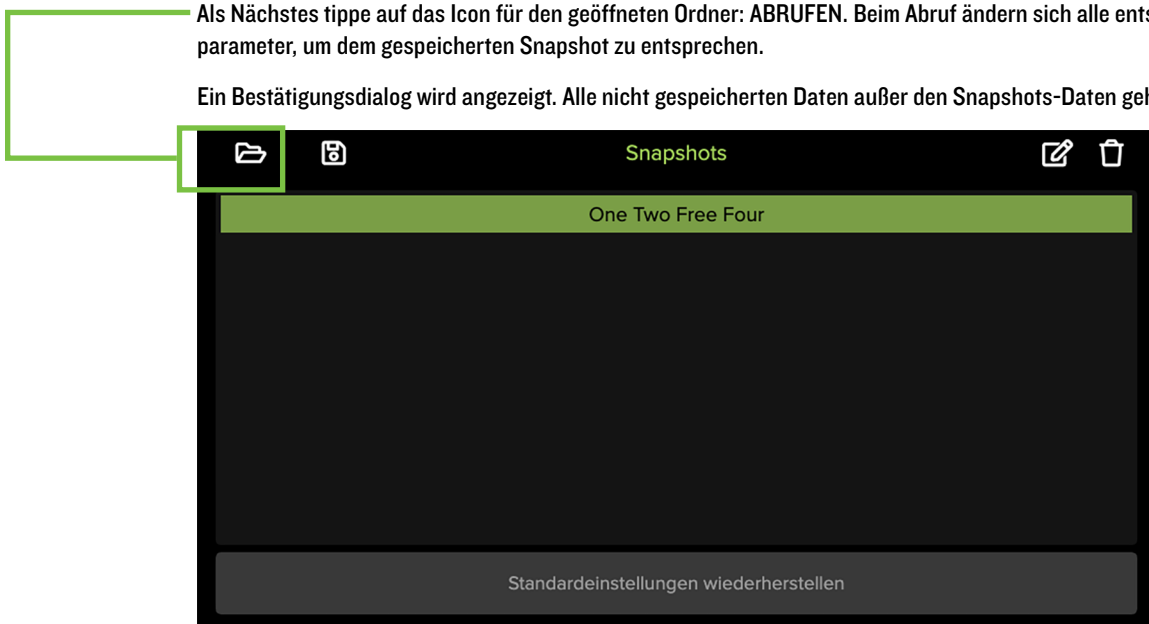 Als Nächstes tippe auf das Icon für den geöffneten Ordner: ABRUFEN. Beim Abruf ändern sich alle
parameter, um dem gespeicherten Snapshot zu entsprechen.
Ein Bestätigungsdialog wird angezeigt. Alle nicht gespeicherten Daten außer den Snapshots-Daten
Snapshots
One Two Free Four
Standardeinstellungen wiederherstellen